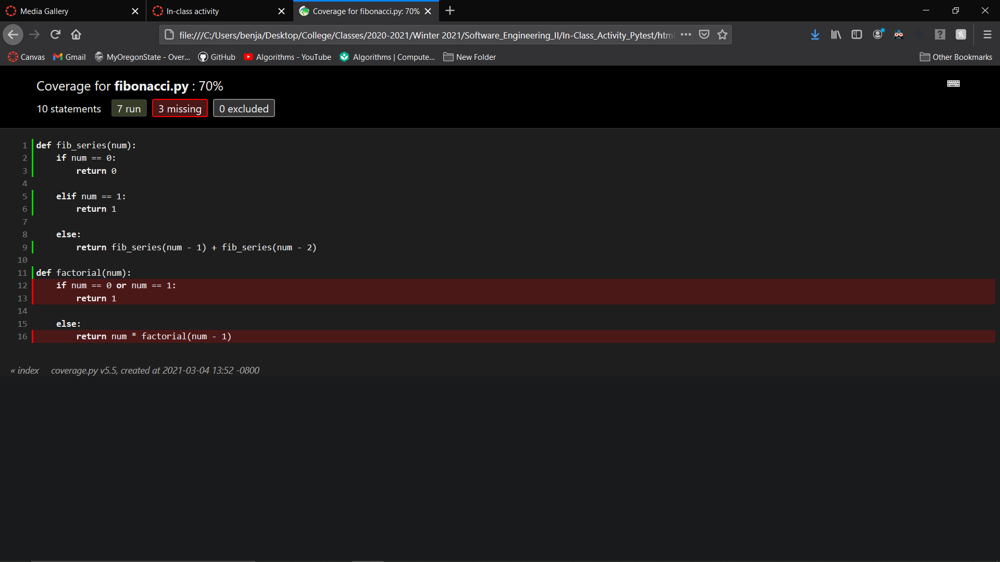 Media Gallery
In-class activity
Coverage for fibonacci.py: 70%
file:///C:/Users/benja/Desktop/College/Classes/2020-2021/Winter 2021/Software_Engineering_II/In-Class_Activity_Pytest/htm
Canvas Gmail MyOregonState - Over... GitHub Algorithms - YouTube Algorithms | Compute... New Folder Other Bookmarks
Coverage for fibonacci.py : 70%
10 statements 7 run 3 missing 0 excluded
1 def fib_series(num):
2 if num == 0:
3 return 0
4
5 elif num == 1:
6 return 1
7
8 else:
9 return fib_series(num - 1) + fib_series(num - 2)
10
11 def factorial(num):
12 if num == 0 or num == 1:
13 return 1
14
15 else:
16 return num * factorial(num - 1)
« index coverage.py v5.5, created at 2021-03-04 13:52 -0800